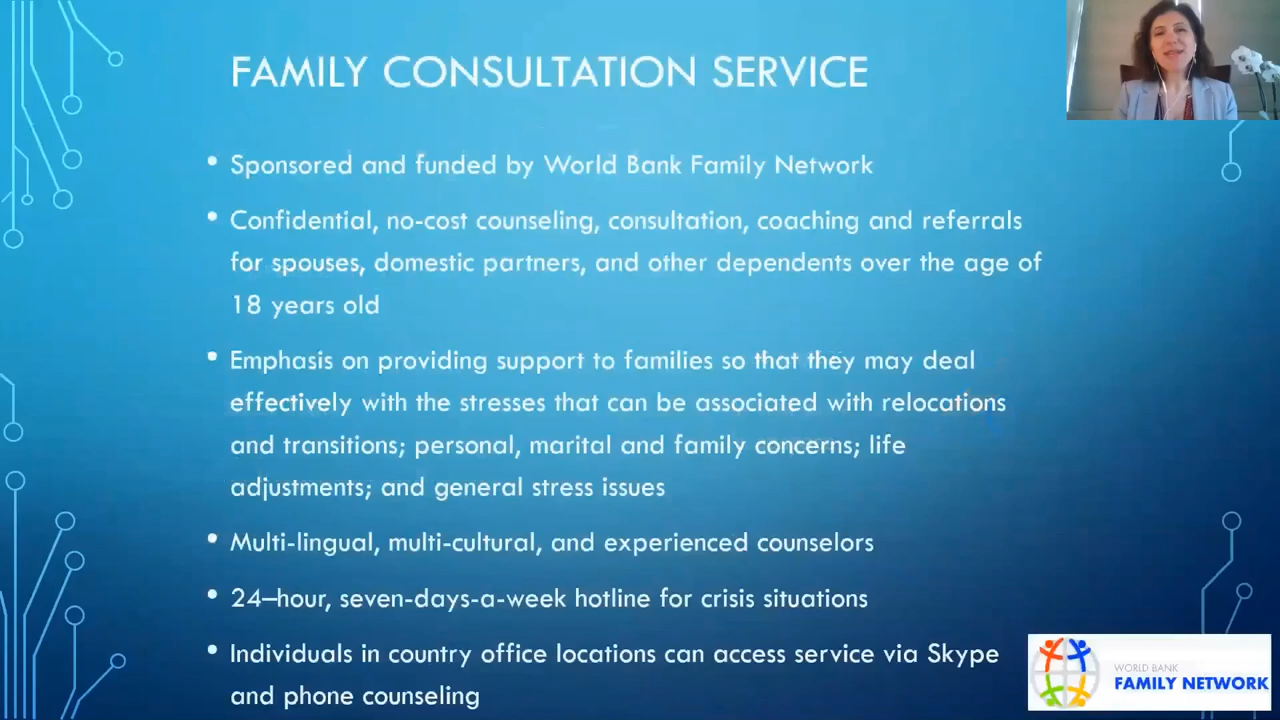 FAMILY CONSULTATION SERVICE
• Sponsored and funded by World Bank Family Network
• Confidential, no-cost counseling, consultation, coaching and referrals
for spouses, domestic partners, and other dependents over the age of
18 years old
• Emphasis on providing support to families so that they may deal
effectively with the stresses that can be associated with relocations
and transitions; personal, marital and family concerns; life
adjustments; and general stress issues
• Multi-lingual, multi-cultural, and experienced counselors
• 24–hour, seven-days-a-week hotline for crisis situations
• Individuals in country office locations can access service via Skype
and phone counseling
WORLD BANK
FAMILY NETWORK